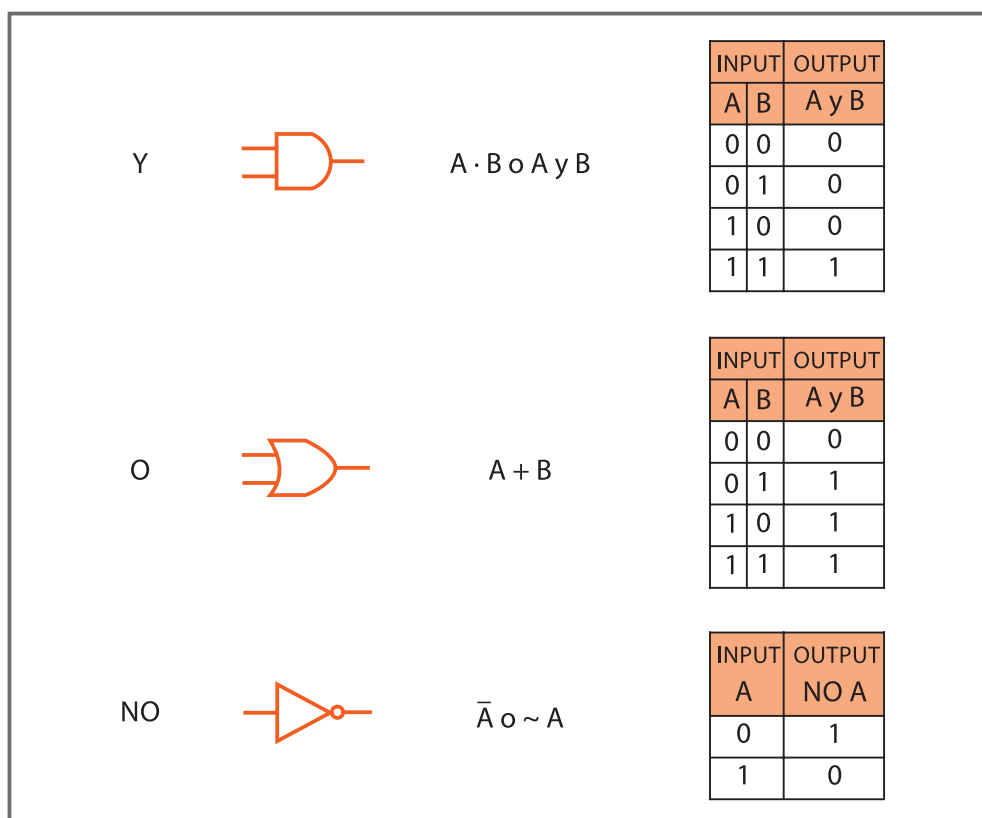 INPUT OUTPUT
A B A y B
Y A · B o A y B
0 0 0
0 1 0
1 0 0
1 1 1
INPUT OUTPUT
A B A y B
0 0 0
O A + B
0 1 1
1 0 1
1 1 1
INPUT OUTPUT
A NO A
NO Ā o ~ A
0 1
1 0